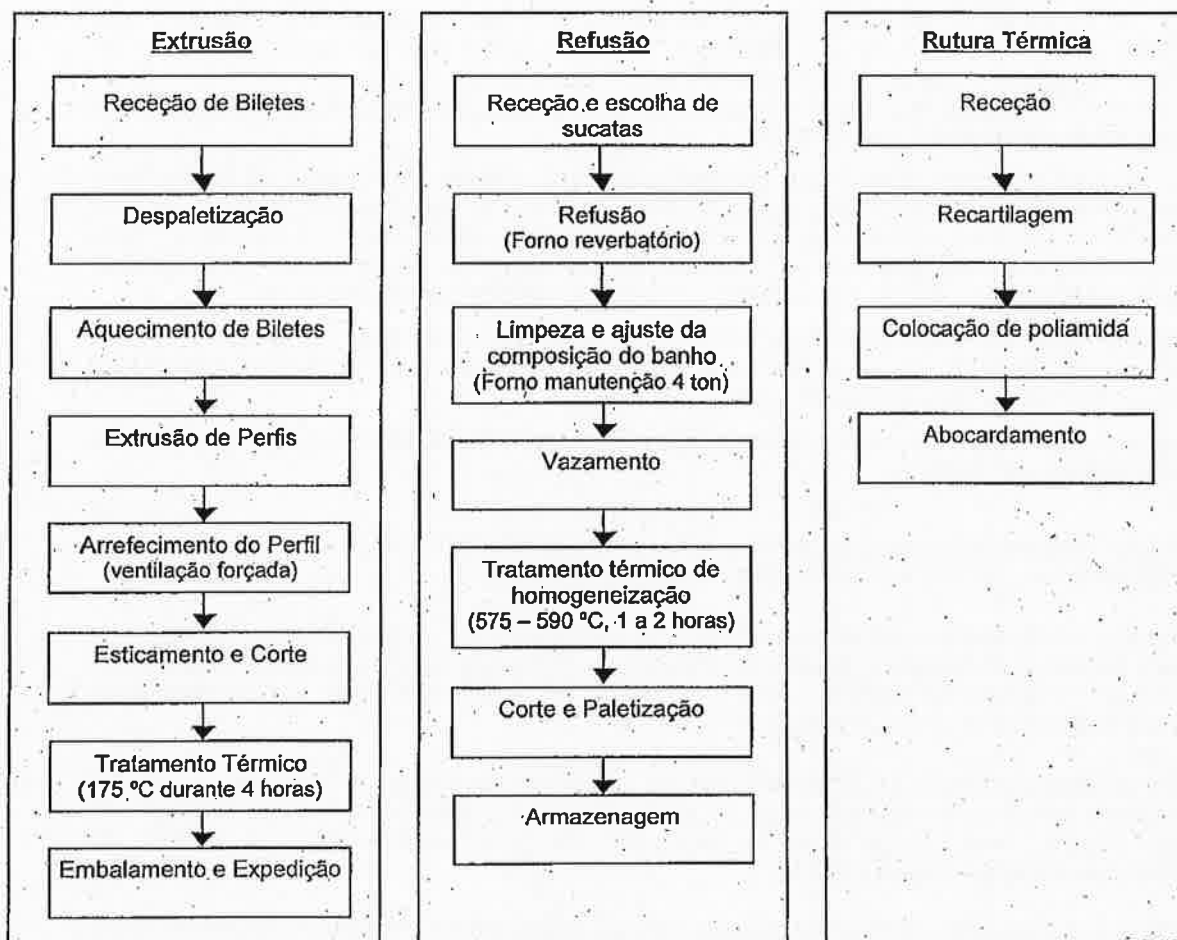 Extrusão
Receção de Biletes
Despaletização
Aquecimento de Biletes
Extrusão de Perfis
Arrefecimento do Perfil
(ventilação forçada)
Esticamento e Corte
Tratamento Térmico
(175 ºC durante 4 horas)
Embalamento e Expedição
Refusão
Receção e escolha de
sucatas
Refusão
(Forno reverbatório)
Limpeza e ajuste da
composição do banho
(Forno manutenção 4 ton)
Vazamento
Tratamento térmico de
homogeneização
(575 – 590 ºC, 1 a 2 horas)
Corte e Paletização
Armazenagem
Rutura Térmica
Receção
Recartilagem
Colocação de poliamida
Abocardamento